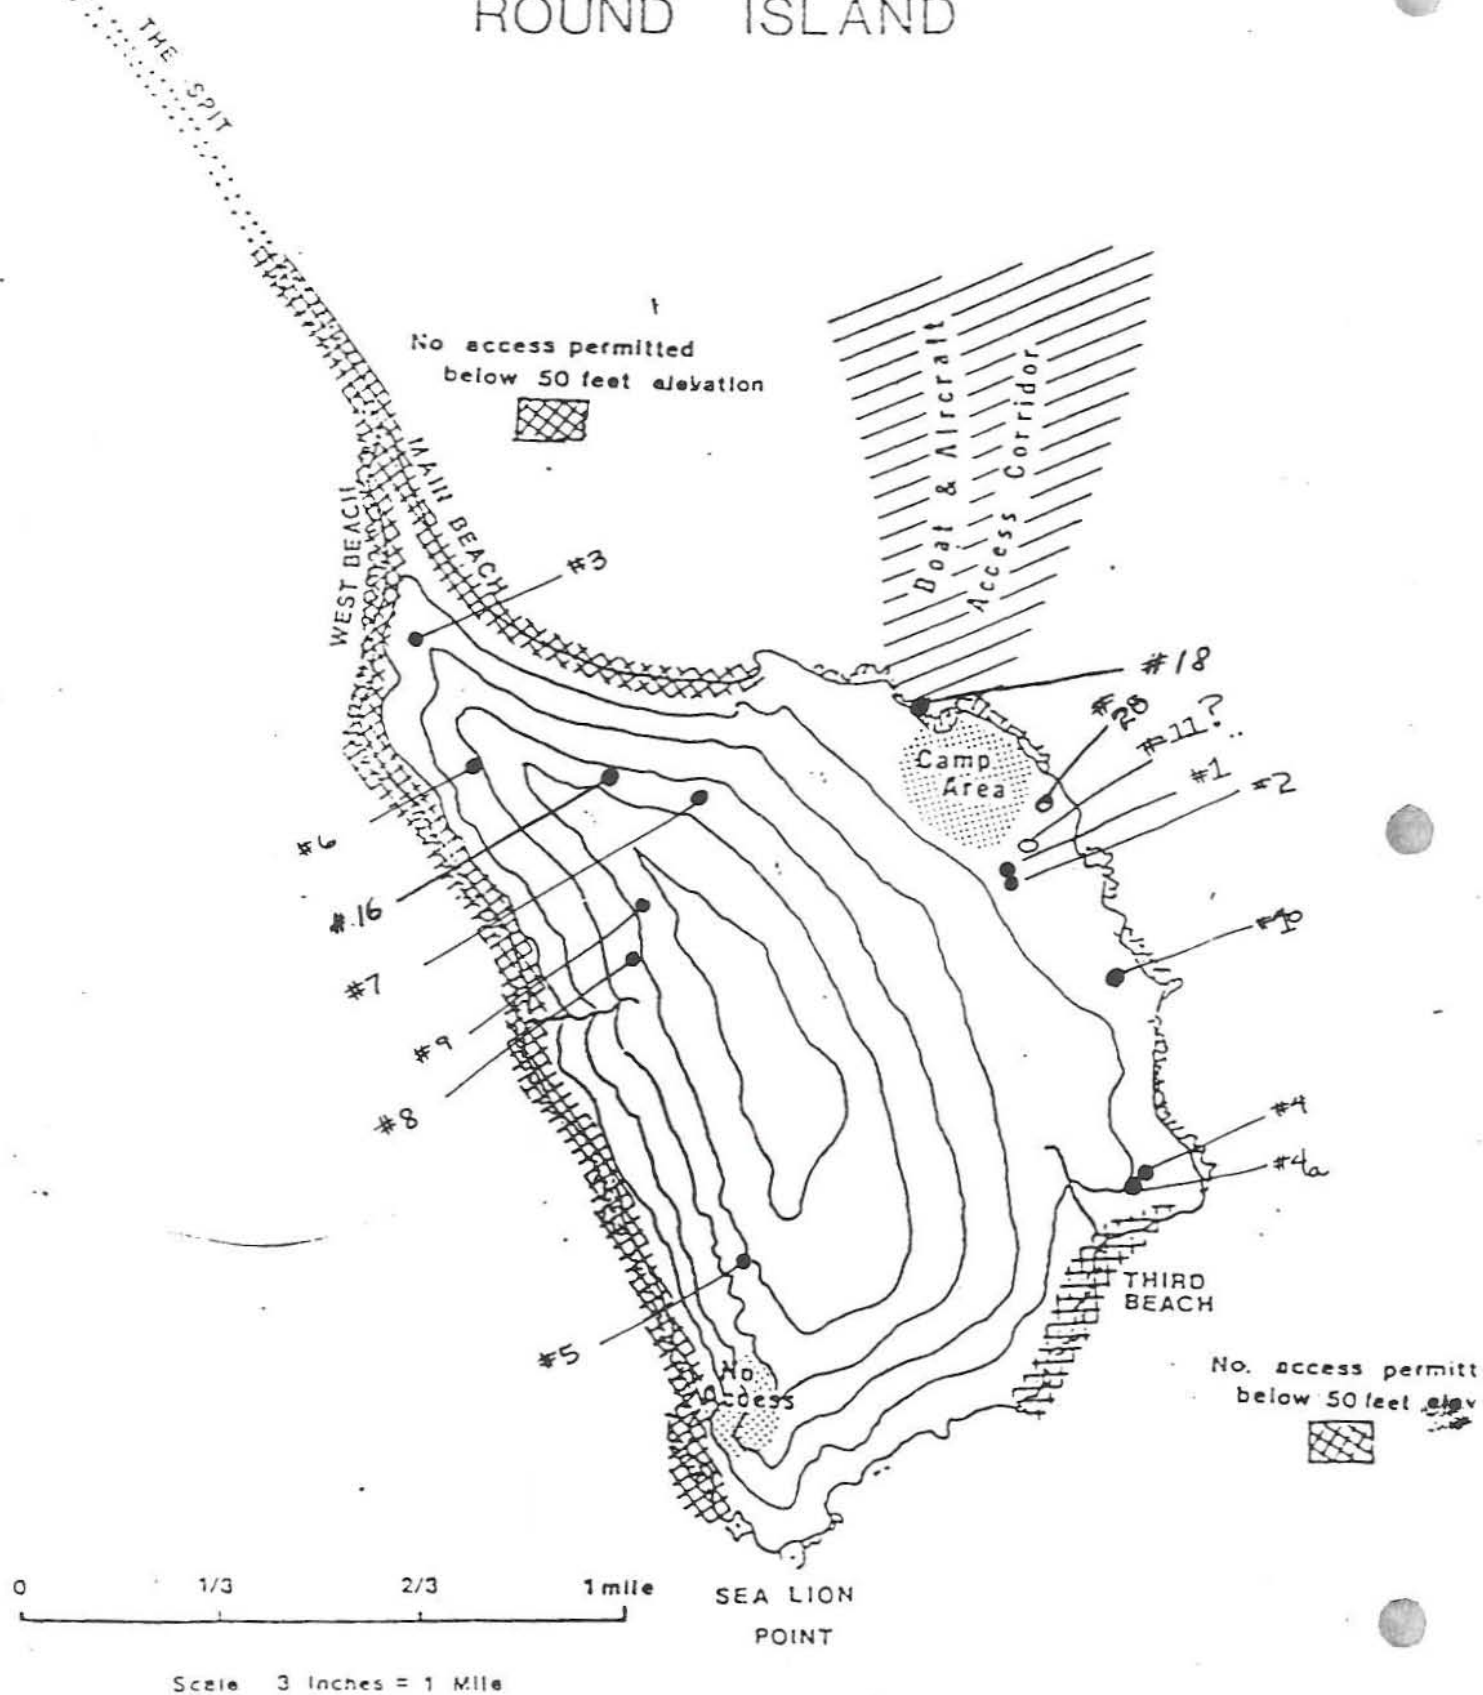 ROUND ISLAND
THE SPIT
No access permitted
below 50 feet elevation
Boat & Aircraft
Access Corridor
MAIN BEACH
WEST BEACH
#3
#18
#28
#11?
#1
#2
Camp
Area
#6
#16
#7
#9
#8
#4
#4a
THIRD
BEACH
#5
No
Access
No. access permitt
below 50 feet elev
0 1/3 2/3 1 mile
SEA LION
POINT
Scale 3 Inches = 1 Mile